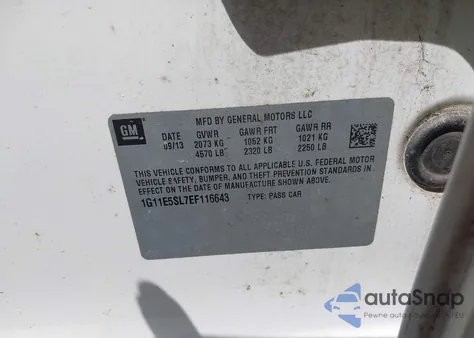 MFD BY GENERAL MOTORS LLC
GM
DATE GVWR GAWR FRT GAWR RR
09/13 2073 KG 1052 KG 1021 KG
4570 LB 2320 LB 2250 LB
THIS VEHICLE CONFORMS TO ALL APPLICABLE U.S. FEDERAL MOTOR
VEHICLE SAFETY, BUMPER, AND THEFT PREVENTION STANDARDS IN
EFFECT ON THE DATE OF MANUFACTURE SHOWN ABOVE.
1G11E5SL7EF116643 TYPE: PASS CAR
autoSnap
Pewne auto z